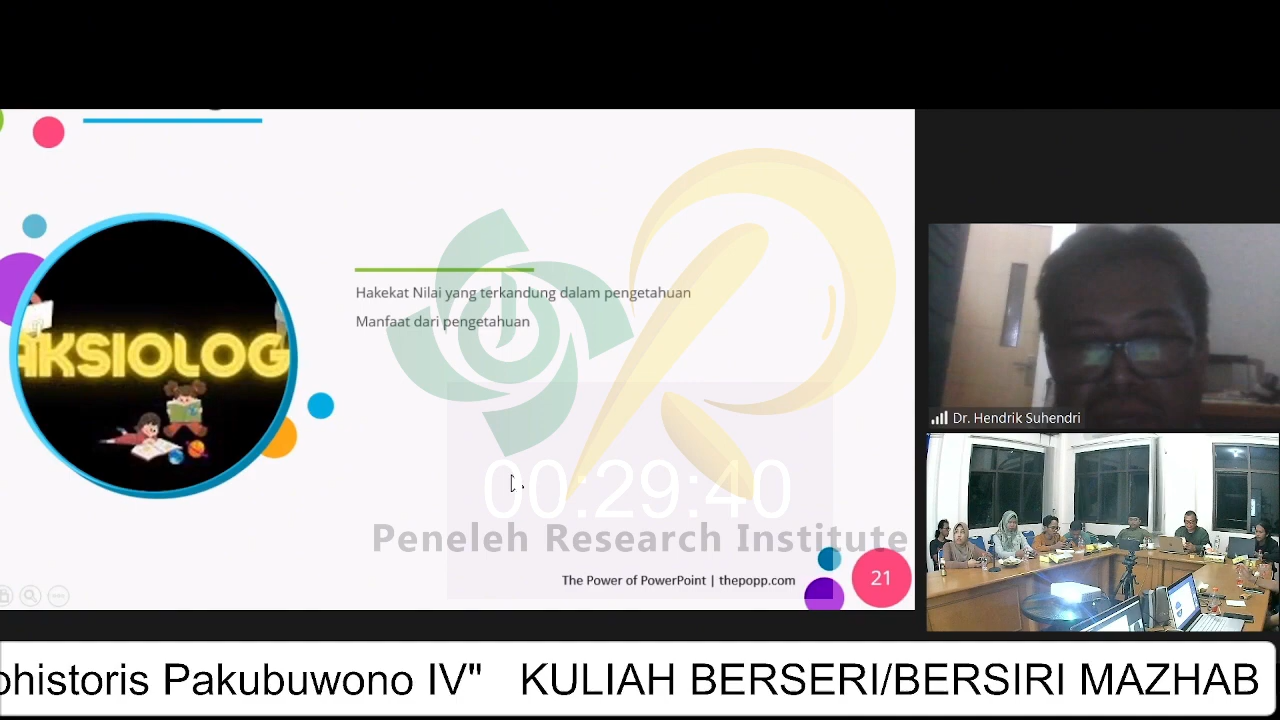 AKSIOLOG
Hakekat Nilai yang terkandung dalam pengetahuan
Manfaat dari pengetahuan
00:29:40
Peneleh Research Institute
The Power of PowerPoint | thepopp.com
21
Dr. Hendrik Suhendri
ohistoris Pakubuwono IV" KULIAH BERSERI/BERSIRI MAZHAB